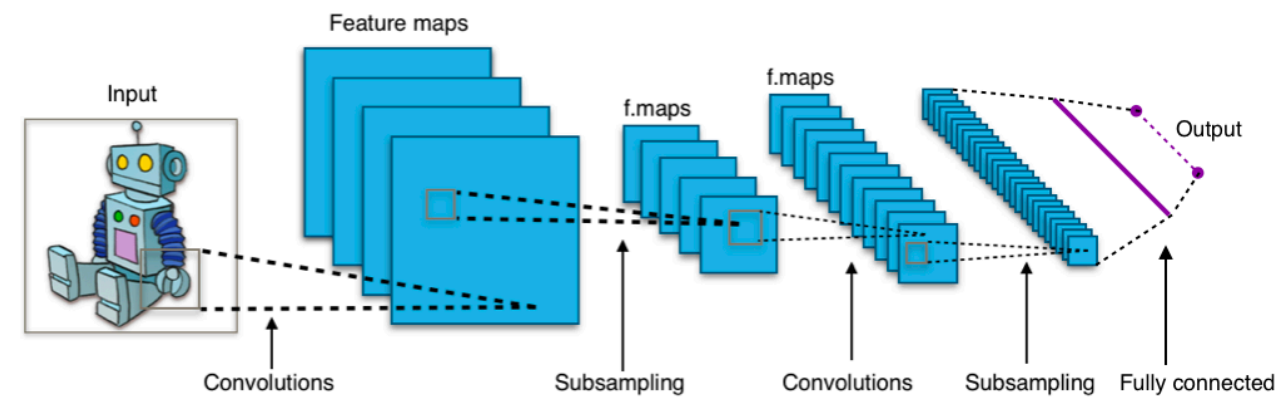 Feature maps
Input
f.maps
f.maps
Output
Convolutions
Subsampling
Convolutions
Subsampling
Fully connected